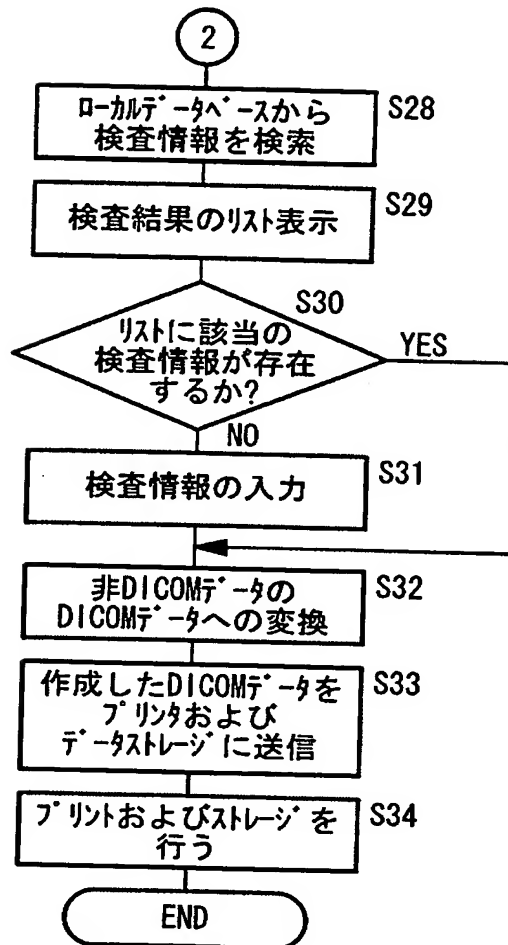 2
ローカルデータベースから
検査情報を検索
S28
検査結果のリスト表示
S29
S30
リストに該当の
検査情報が存在
するか?
YES
NO
検査情報の入力
S31
非DICOMデータの
DICOMデータへの変換
S32
作成したDICOMデータを
プリンタおよび
データストレージに送信
S33
プリントおよびストレージを
行う
S34
END